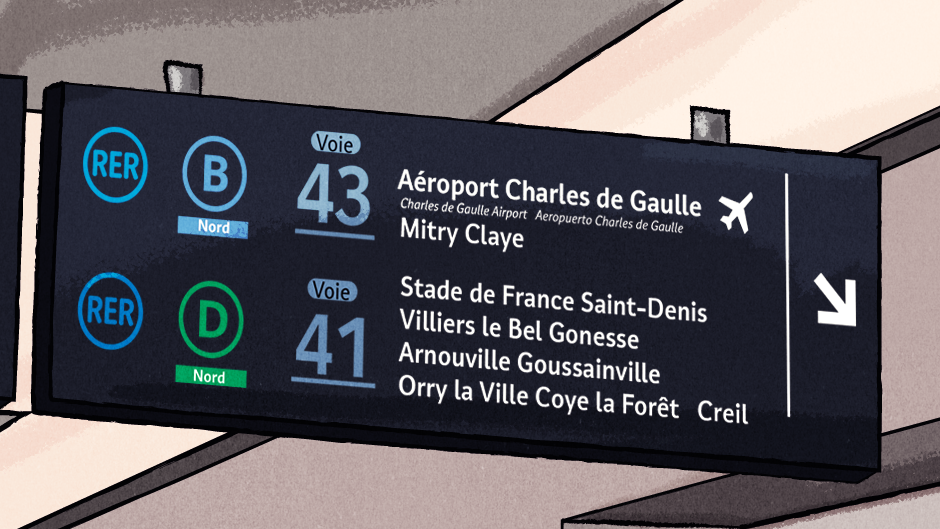 RER B Nord
Voie
43
Aéroport Charles de Gaulle
Charles de Gaulle Airport Aeropuerto Charles de Gaulle
Mitry Claye
RER D Nord
Voie
41
Stade de France Saint-Denis
Villiers le Bel Gonesse
Arnouville Goussainville
Orry la Ville Coye la Forêt Creil